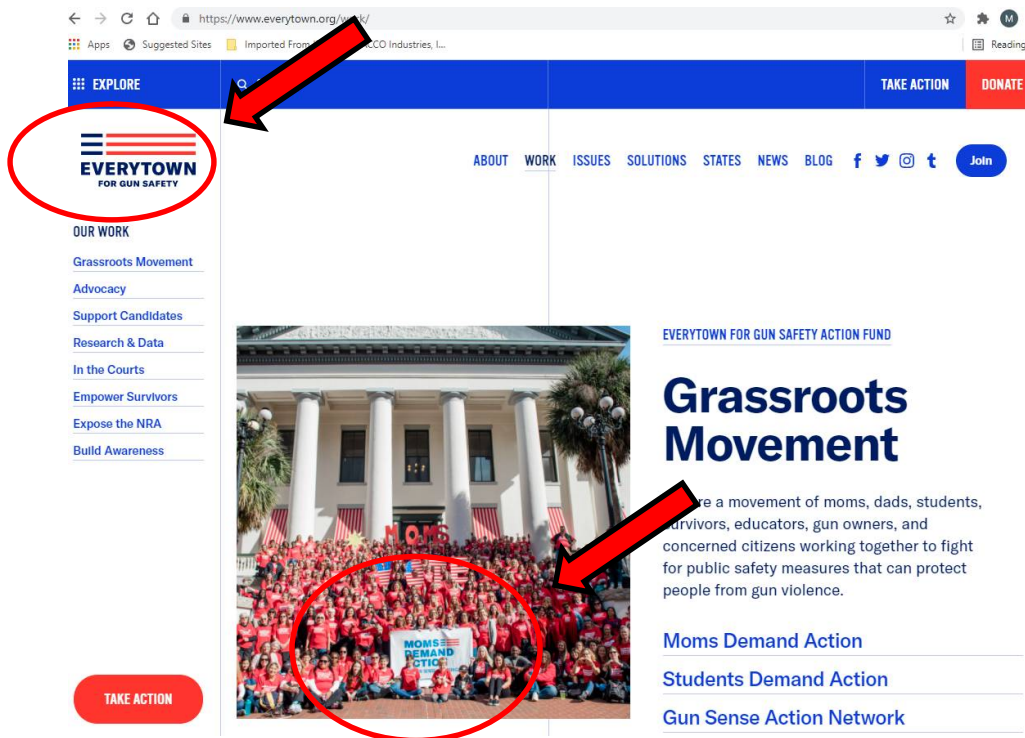 https://www.everytown.org/work/
Apps Suggested Sites Imported From CCO Industries, I... Reading
EXPLORE TAKE ACTION DONATE
EVERYTOWN
FOR GUN SAFETY
ABOUT WORK ISSUES SOLUTIONS STATES NEWS BLOG Join
OUR WORK
Grassroots Movement
Advocacy
Support Candidates
Research & Data
In the Courts
Empower Survivors
Expose the NRA
Build Awareness
TAKE ACTION
MOMS
MOMS
DEMAND
ACTION
EVERYTOWN FOR GUN SAFETY ACTION FUND
Grassroots
Movement
re a movement of moms, dads, students,
survivors, educators, gun owners, and
concerned citizens working together to fight
for public safety measures that can protect
people from gun violence.
Moms Demand Action
Students Demand Action
Gun Sense Action Network